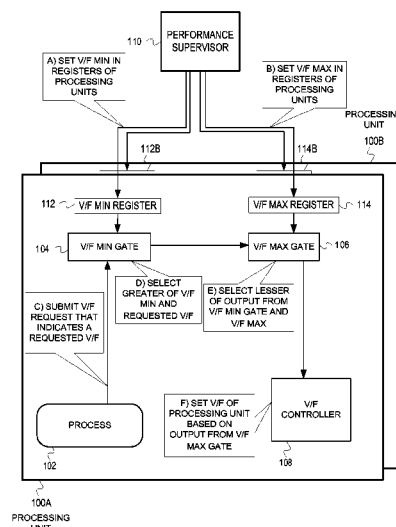 PERFORMANCE
SUPERVISOR
110
A) SET V/F MIN IN
REGISTERS OF
PROCESSING
UNITS
B) SET V/F MAX IN
REGISTERS OF
PROCESSING
UNITS
PROCESSING
UNIT
100B
112B
114B
112
V/F MIN REGISTER
V/F MAX REGISTER
114
104
V/F MIN GATE
V/F MAX GATE
106
C) SUBMIT V/F
REQUEST THAT
INDICATES A
REQUESTED V/F
D) SELECT
GREATER OF V/F
MIN AND
REQUESTED V/F
E) SELECT LESSER
OF OUTPUT FROM
V/F MIN GATE AND
V/F MAX
PROCESS
102
F) SET V/F OF
PROCESSING UNIT
BASED ON
OUTPUT FROM V/F
MAX GATE
V/F
CONTROLLER
108
100A
PROCESSING
UNIT